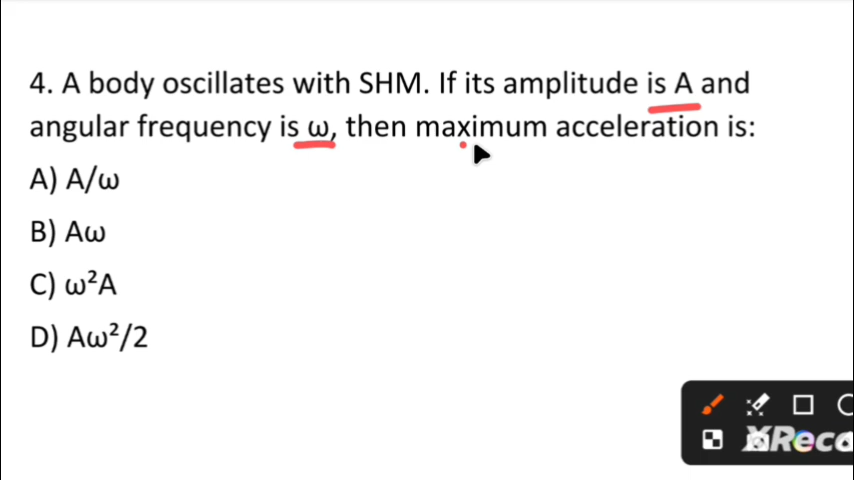 4. A body oscillates with SHM. If its amplitude is A and
angular frequency is ω, then maximum acceleration is:
A) A/ω
B) Aω
C) ω²A
D) Aω²/2
XReco